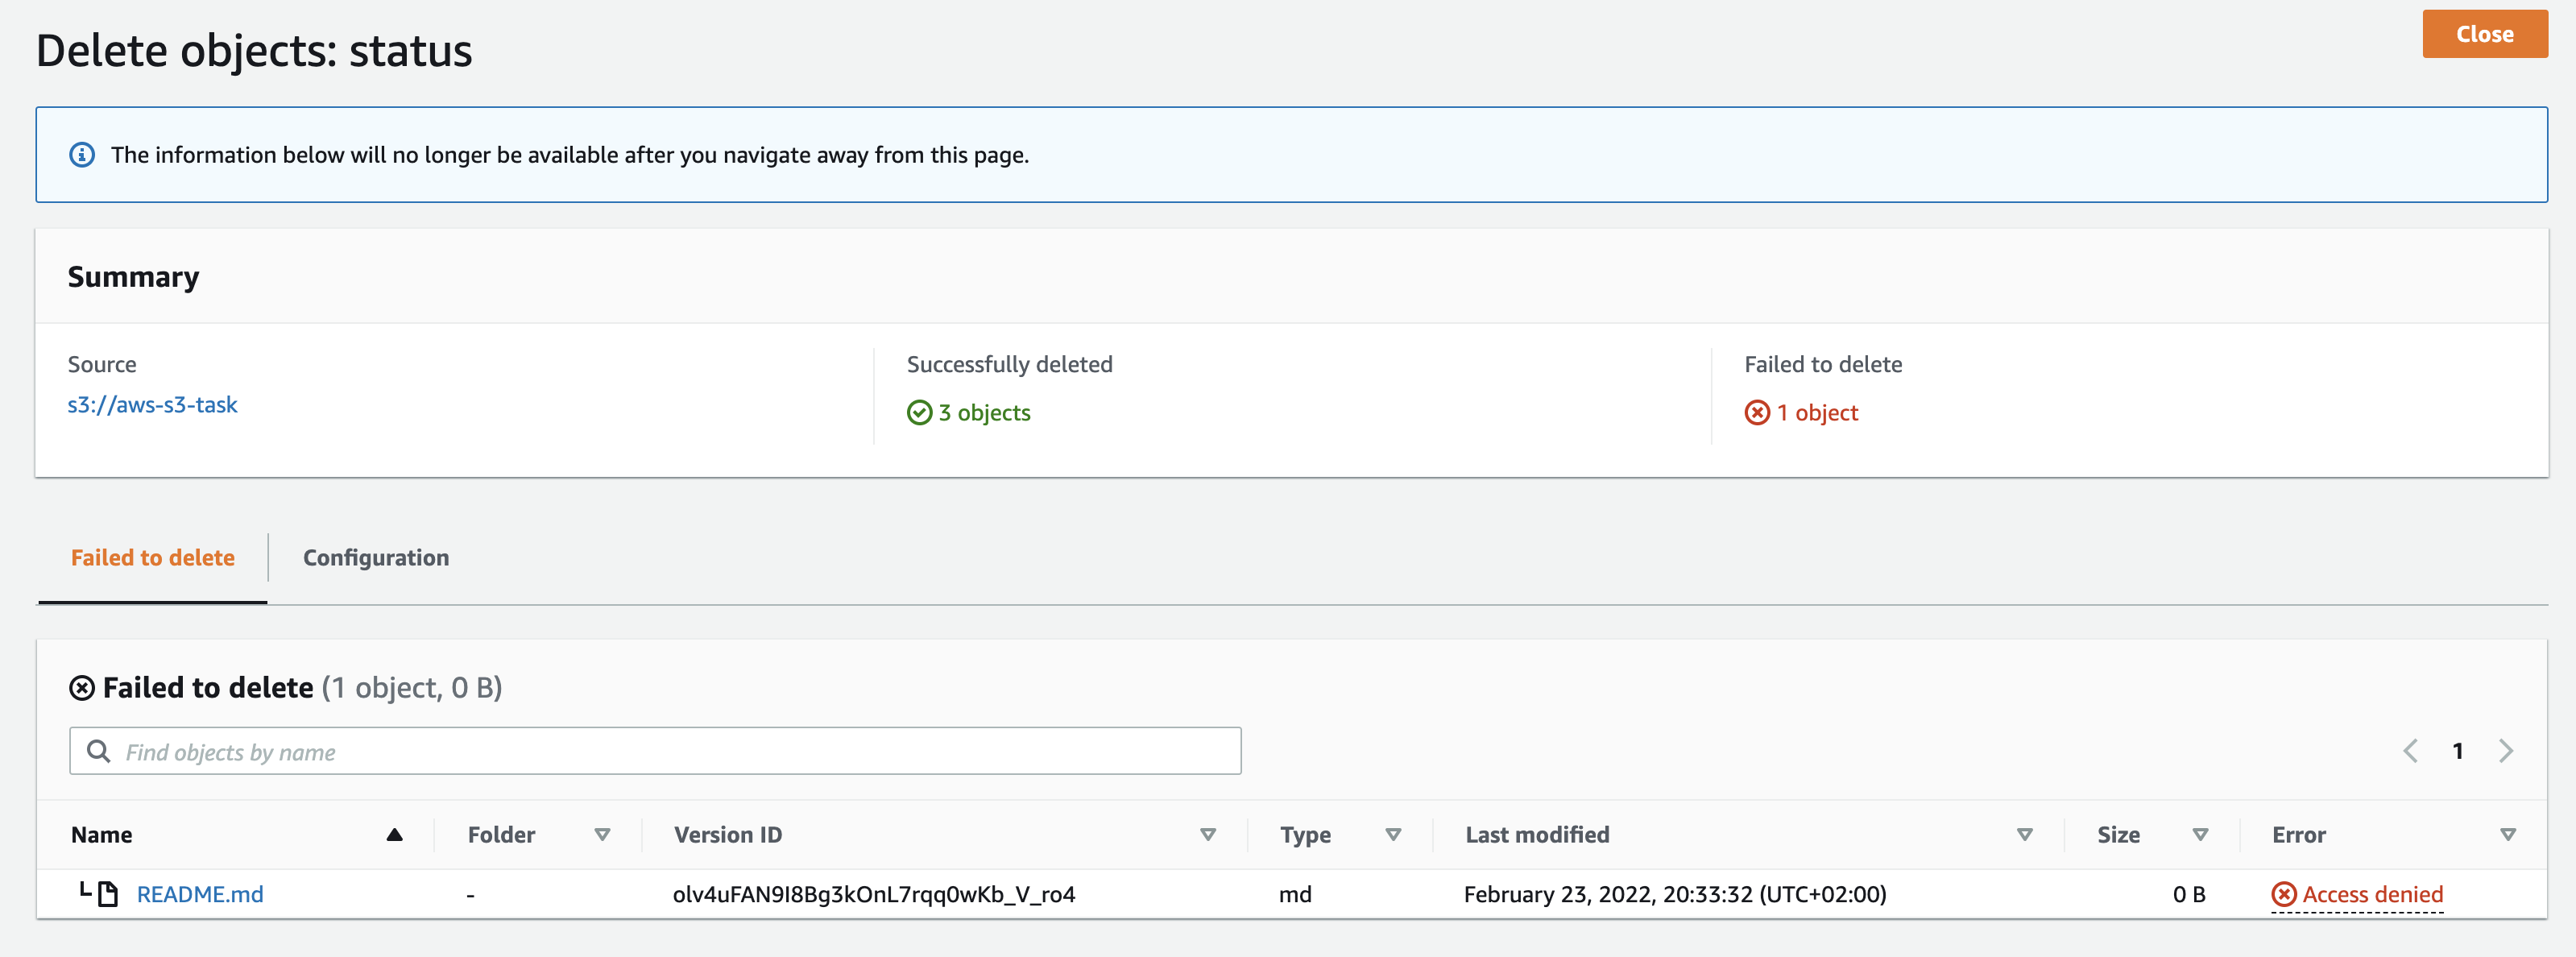 Delete objects: status
Close
The information below will no longer be available after you navigate away from this page.
Summary
Source
s3://aws-s3-task
Successfully deleted
3 objects
Failed to delete
1 object
Failed to delete
Configuration
Failed to delete (1 object, 0 B)
Find objects by name
1
Name Folder Version ID Type Last modified Size Error
README.md - olv4uFAN9I8Bg3kOnL7rqq0wKb_V_ro4 md February 23, 2022, 20:33:32 (UTC+02:00) 0 B Access denied